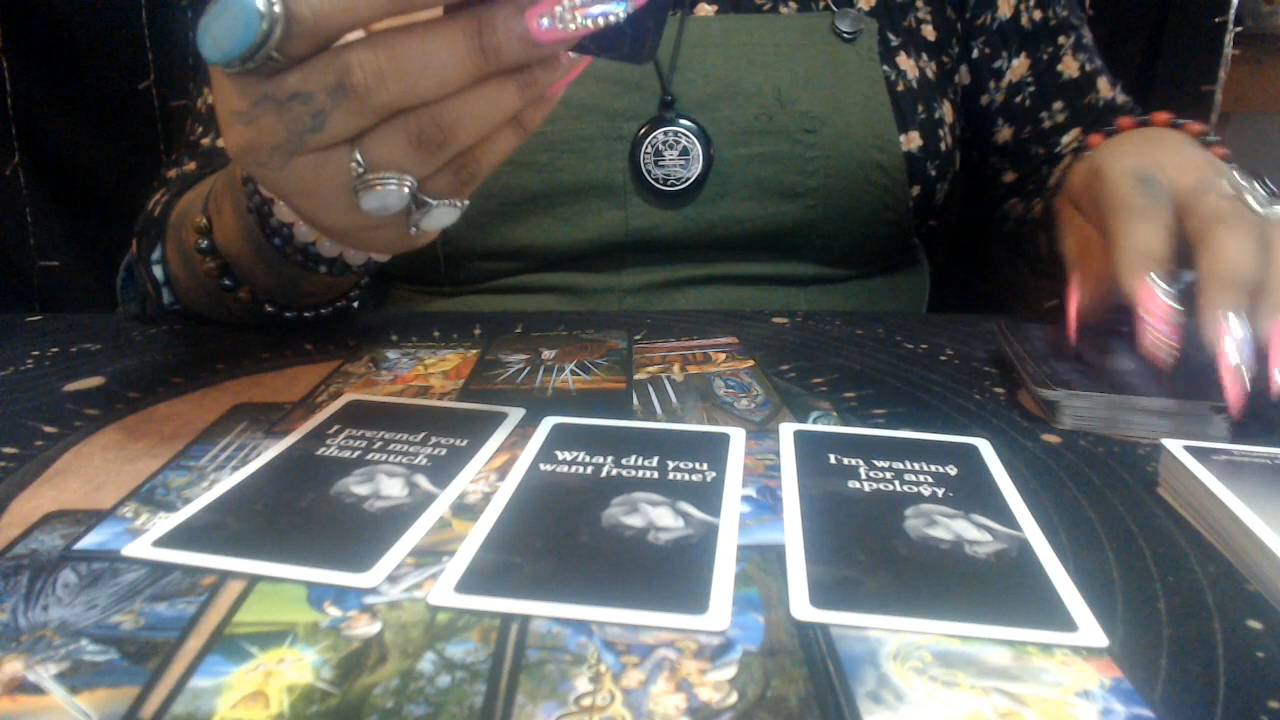 I pretend you
don't mean
that much.
What did you
want from me?
I'm waiting
for an
apology.